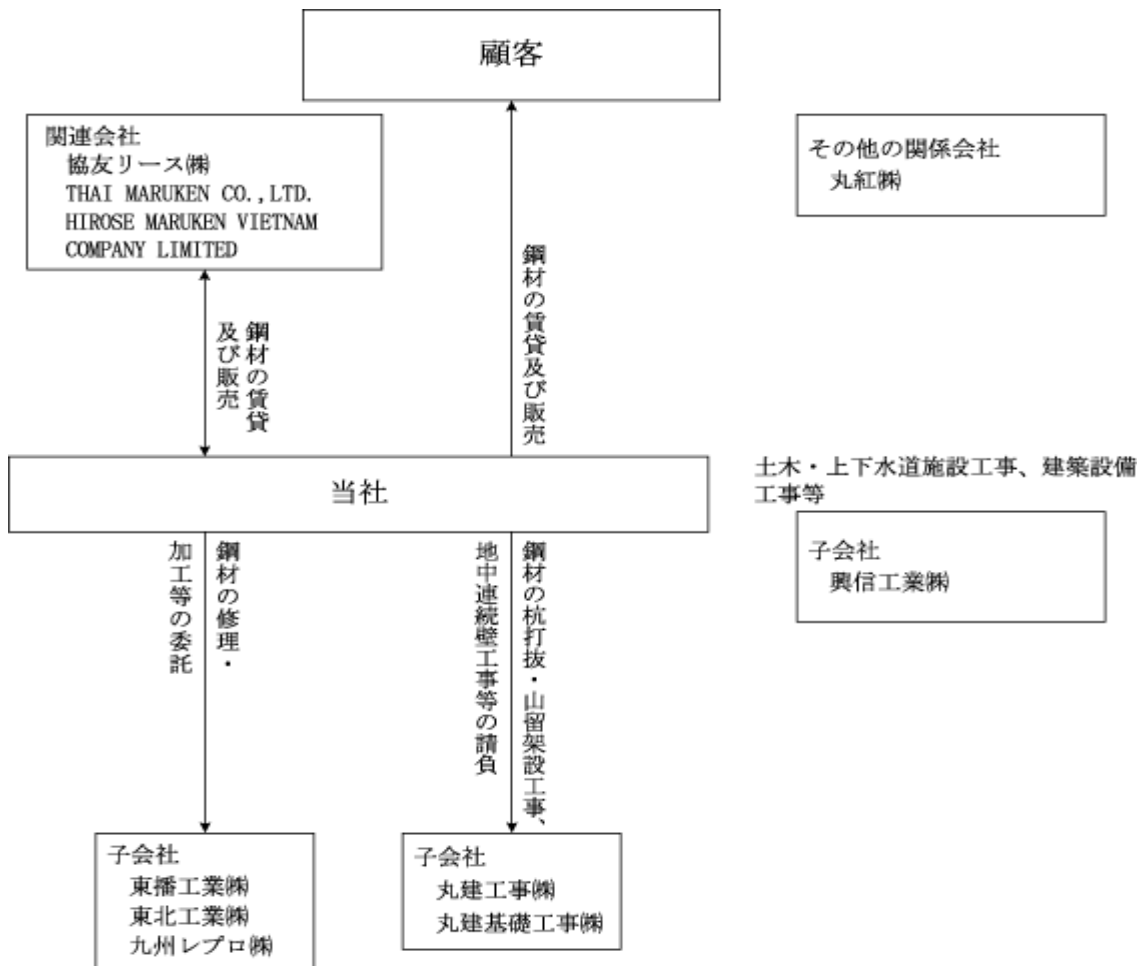 顧客
関連会社
協友リース㈱
THAI MARUKEN CO.,LTD.
HIROSE MARUKEN VIETNAM
COMPANY LIMITED
その他の関係会社
丸紅㈱
鋼材の賃貸
及び販売
鋼材の賃貸及び販売
当社
土木・上下水道施設工事、建築設備
工事等
子会社
興信工業㈱
鋼材の修理・
加工等の委託
鋼材の杭打抜・山留架設工事、
地中連続壁工事等の請負
子会社
東播工業㈱
東北工業㈱
九州レプロ㈱
子会社
丸建工事㈱
丸建基礎工事㈱